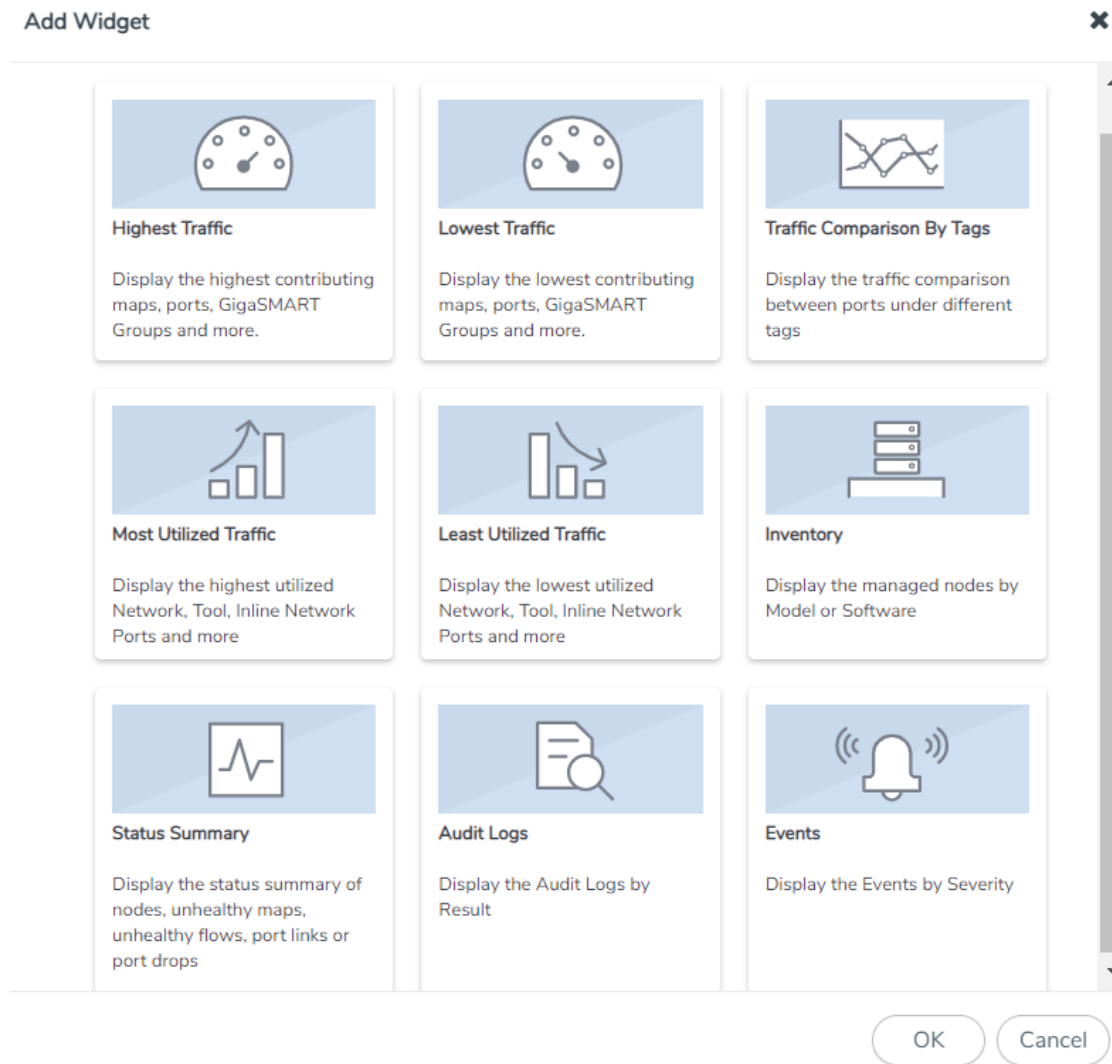 Add Widget
Highest Traffic
Display the highest contributing
maps, ports, GigaSMART
Groups and more.
Lowest Traffic
Display the lowest contributing
maps, ports, GigaSMART
Groups and more.
Traffic Comparison By Tags
Display the traffic comparison
between ports under different
tags
Most Utilized Traffic
Display the highest utilized
Network, Tool, Inline Network
Ports and more
Least Utilized Traffic
Display the lowest utilized
Network, Tool, Inline Network
Ports and more
Inventory
Display the managed nodes by
Model or Software
Status Summary
Display the status summary of
nodes, unhealthy maps,
unhealthy flows, port links or
port drops
Audit Logs
Display the Audit Logs by
Result
Events
Display the Events by Severity
OK
Cancel